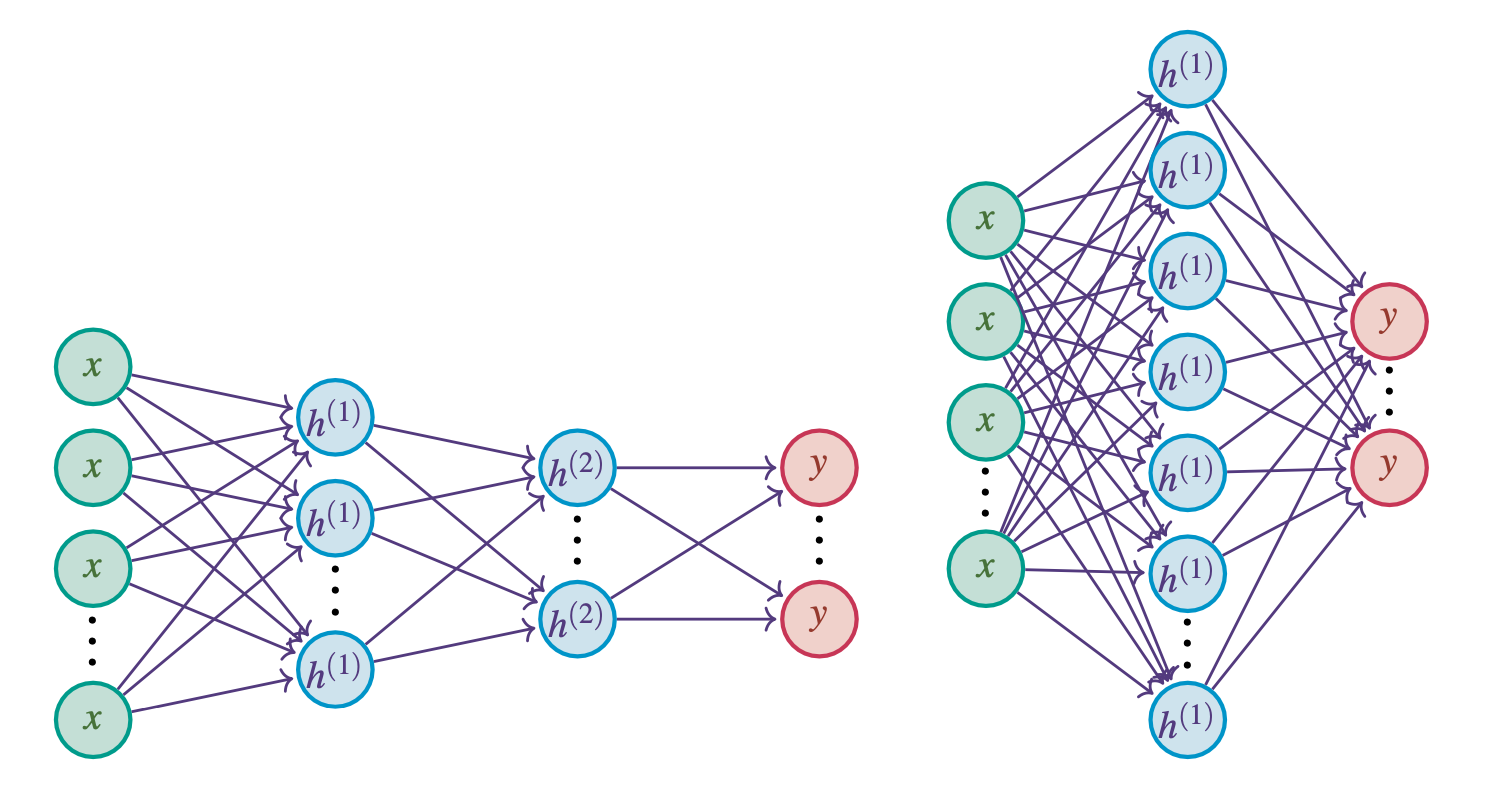 x
x
x
x
h^{(1)}
h^{(1)}
h^{(1)}
h^{(2)}
h^{(2)}
y
y
x
x
x
x
h^{(1)}
h^{(1)}
h^{(1)}
h^{(1)}
h^{(1)}
h^{(1)}
h^{(1)}
y
y